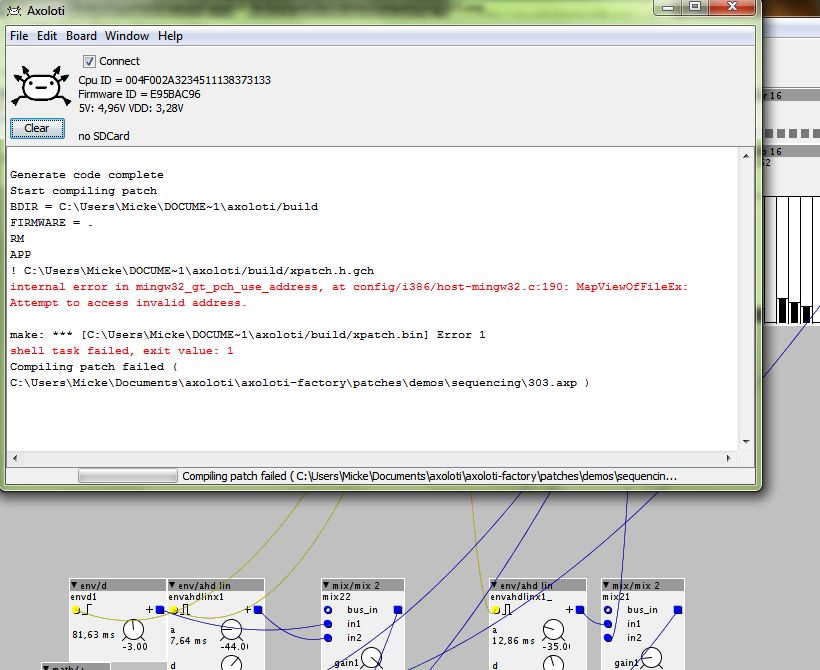 Axoloti
File Edit Board Window Help
Connect
Cpu ID = 004F002A3234511138373133
Firmware ID = E95BAC96
5V: 4,96V VDD: 3,28V
Clear
no SDCard
Generate code complete
Start compiling patch
BDIR = C:\Users\Micke\DOCUME~1\axoloti/build
FIRMWARE = .
RM
APP
! C:\Users\Micke\DOCUME~1\axoloti/build/xpatch.h.gch
internal error in mingw32_gt_pch_use_address, at config/i386/host-mingw32.c:190: MapViewOfFileEx:
Attempt to access invalid address.
make: *** [C:\Users\Micke\DOCUME~1\axoloti/build/xpatch.bin] Error 1
shell task failed, exit value: 1
Compiling patch failed (
C:\Users\Micke\Documents\axoloti\axoloti-factory\patches\demos\sequencing\303.axp )
Compiling patch failed ( C:\Users\Micke\Documents\axoloti\axoloti-factory\patches\demos\sequencin...
16
16
env/d
envd1
81,63 ms
-3.00
env/ahd lin
envahdlinx1
a
7,64 ms
-44.0
d
mix/mix 2
mix22
bus_in
in1
in2
gain1
env/ahd lin
envahdlinx1_
a
12,86 ms
-35.0
d
mix/mix 2
mix21
bus_in
in1
in2
gain1
math/+